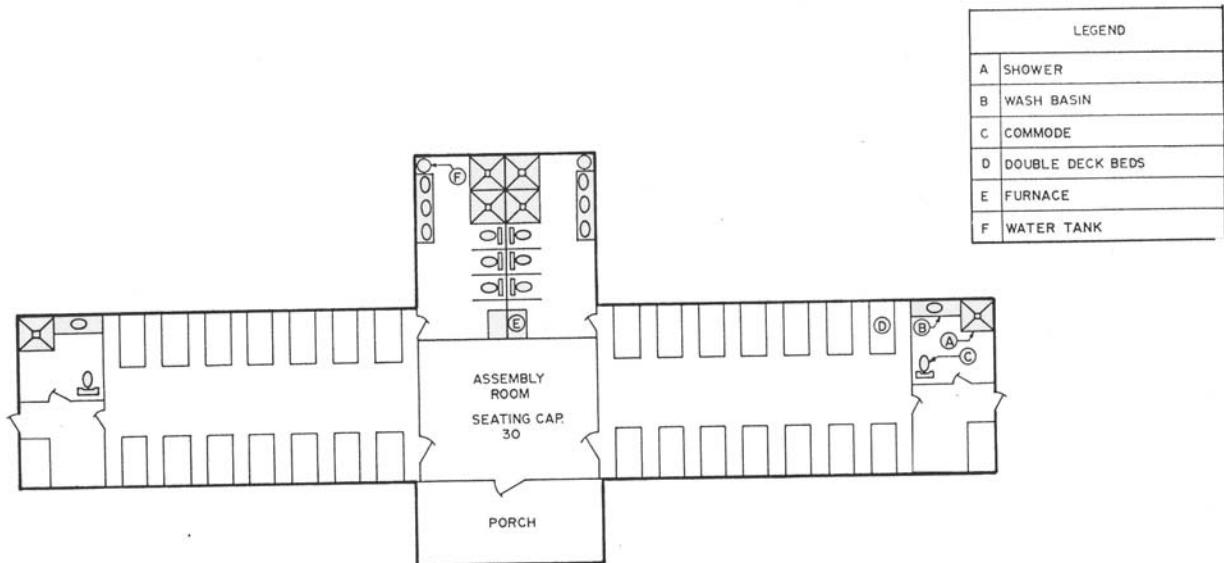 LEGEND
A SHOWER
B WASH BASIN
C COMMODE
D DOUBLE DECK BEDS
E FURNACE
F WATER TANK
F
E
D
B
A
C
ASSEMBLY
ROOM
SEATING CAP.
30
PORCH